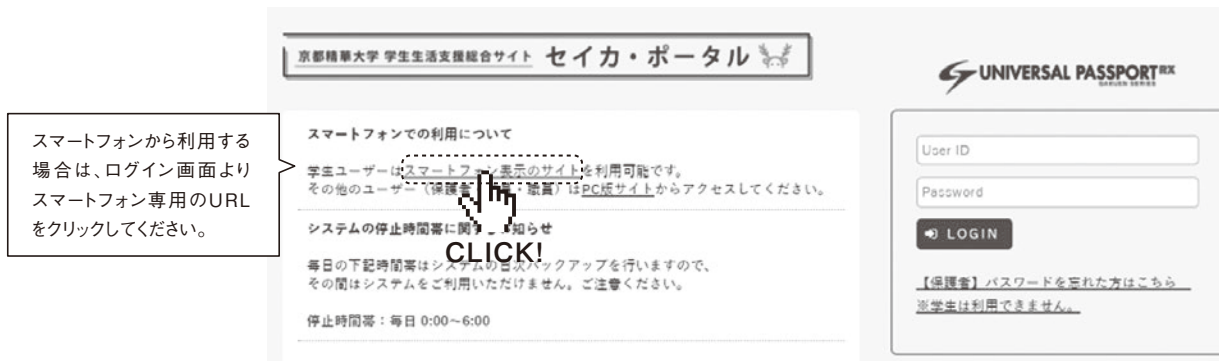 京都精華大学 学生生活支援総合サイト セイカ・ポータル
UNIVERSAL PASSPORT RX
GAKUEN SERIES
スマートフォンから利用する
場合は、ログイン画面より
スマートフォン専用のURL
をクリックしてください。
スマートフォンでの利用について
学生ユーザーはスマートフォン表示のサイトを利用可能です。
その他のユーザー（保護者・教員・職員）はPC版サイトからアクセスしてください。
システムの停止時間帯に関するお知らせ
CLICK!
毎日の下記時間帯はシステムの日次バックアップを行いますので、
その間はシステムをご利用いただけません。ご注意ください。
停止時間帯：毎日 0:00～6:00
User ID
Password
LOGIN
【保護者】パスワードを忘れた方はこちら
※学生は利用できません。